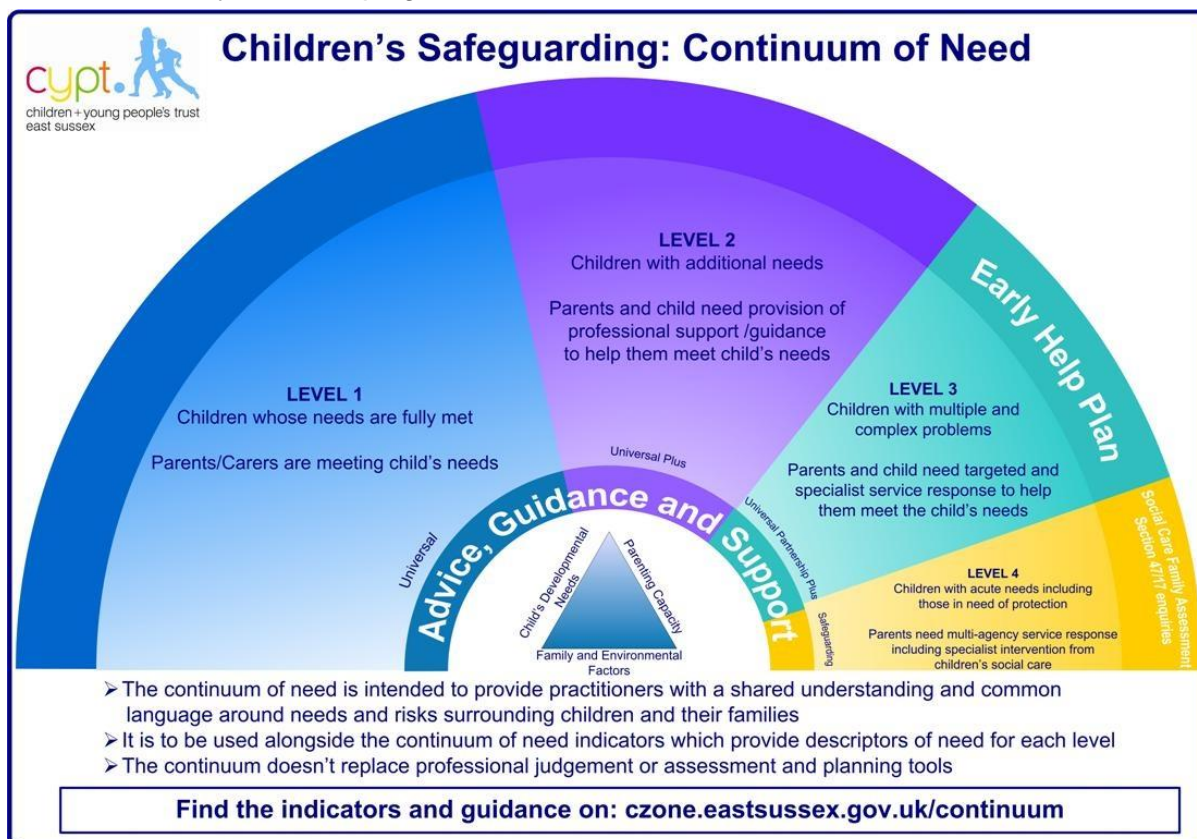 Children's Safeguarding: Continuum of Need
cypt.
children+young people's trust
east sussex
LEVEL 1
Children whose needs are fully met
Parents/Carers are meeting child's needs
LEVEL 2
Children with additional needs
Parents and child need provision of
professional support /guidance
to help them meet child's needs
Early Help Plan
LEVEL 3
Children with multiple and
complex problems
Parents and child need targeted and
specialist service response to help
them meet the child's needs
Social Care Family Assessment
Section 47/17 enquiries
LEVEL 4
Children with acute needs including
those in need of protection
Parents need multi-agency service response
including specialist intervention from
children's social care
Universal
Universal Plus
Universal Partnership Plus
Safeguarding
Advice, Guidance and Support
Child's Developmental
Needs
Parenting Capacity
Family and Environmental
Factors
➤ The continuum of need is intended to provide practitioners with a shared understanding and common
language around needs and risks surrounding children and their families
➤ It is to be used alongside the continuum of need indicators which provide descriptors of need for each level
➤ The continuum doesn't replace professional judgement or assessment and planning tools
Find the indicators and guidance on: czone.eastsussex.gov.uk/continuum